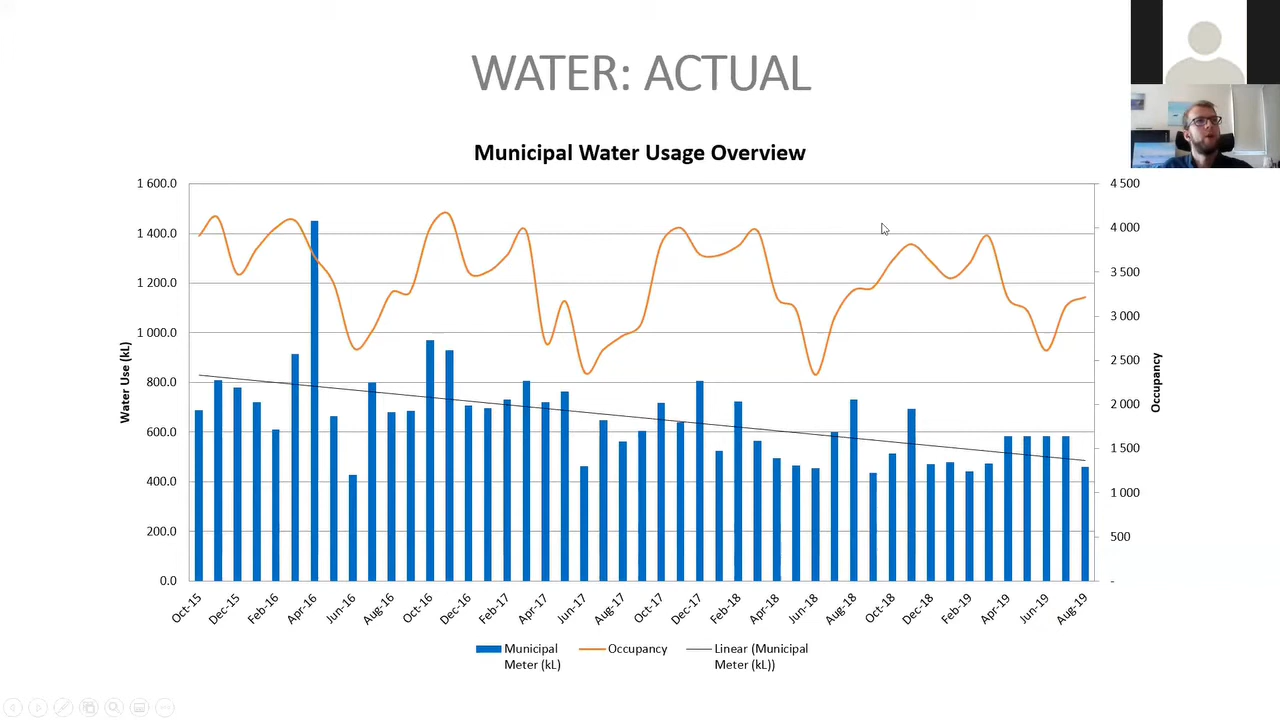 WATER: ACTUAL
Municipal Water Usage Overview
1 600.0
1 400.0
1 200.0
1 000.0
800.0
600.0
400.0
200.0
0.0
Water Use (kL)
4 500
4 000
3 500
3 000
2 500
2 000
1 500
1 000
500
-
Occupancy
Oct-15
Dec-15
Feb-16
Apr-16
Jun-16
Aug-16
Oct-16
Dec-16
Feb-17
Apr-17
Jun-17
Aug-17
Oct-17
Dec-17
Feb-18
Apr-18
Jun-18
Aug-18
Oct-18
Dec-18
Feb-19
Apr-19
Jun-19
Aug-19
Municipal
Meter (kL)
Occupancy
Linear (Municipal
Meter (kL))